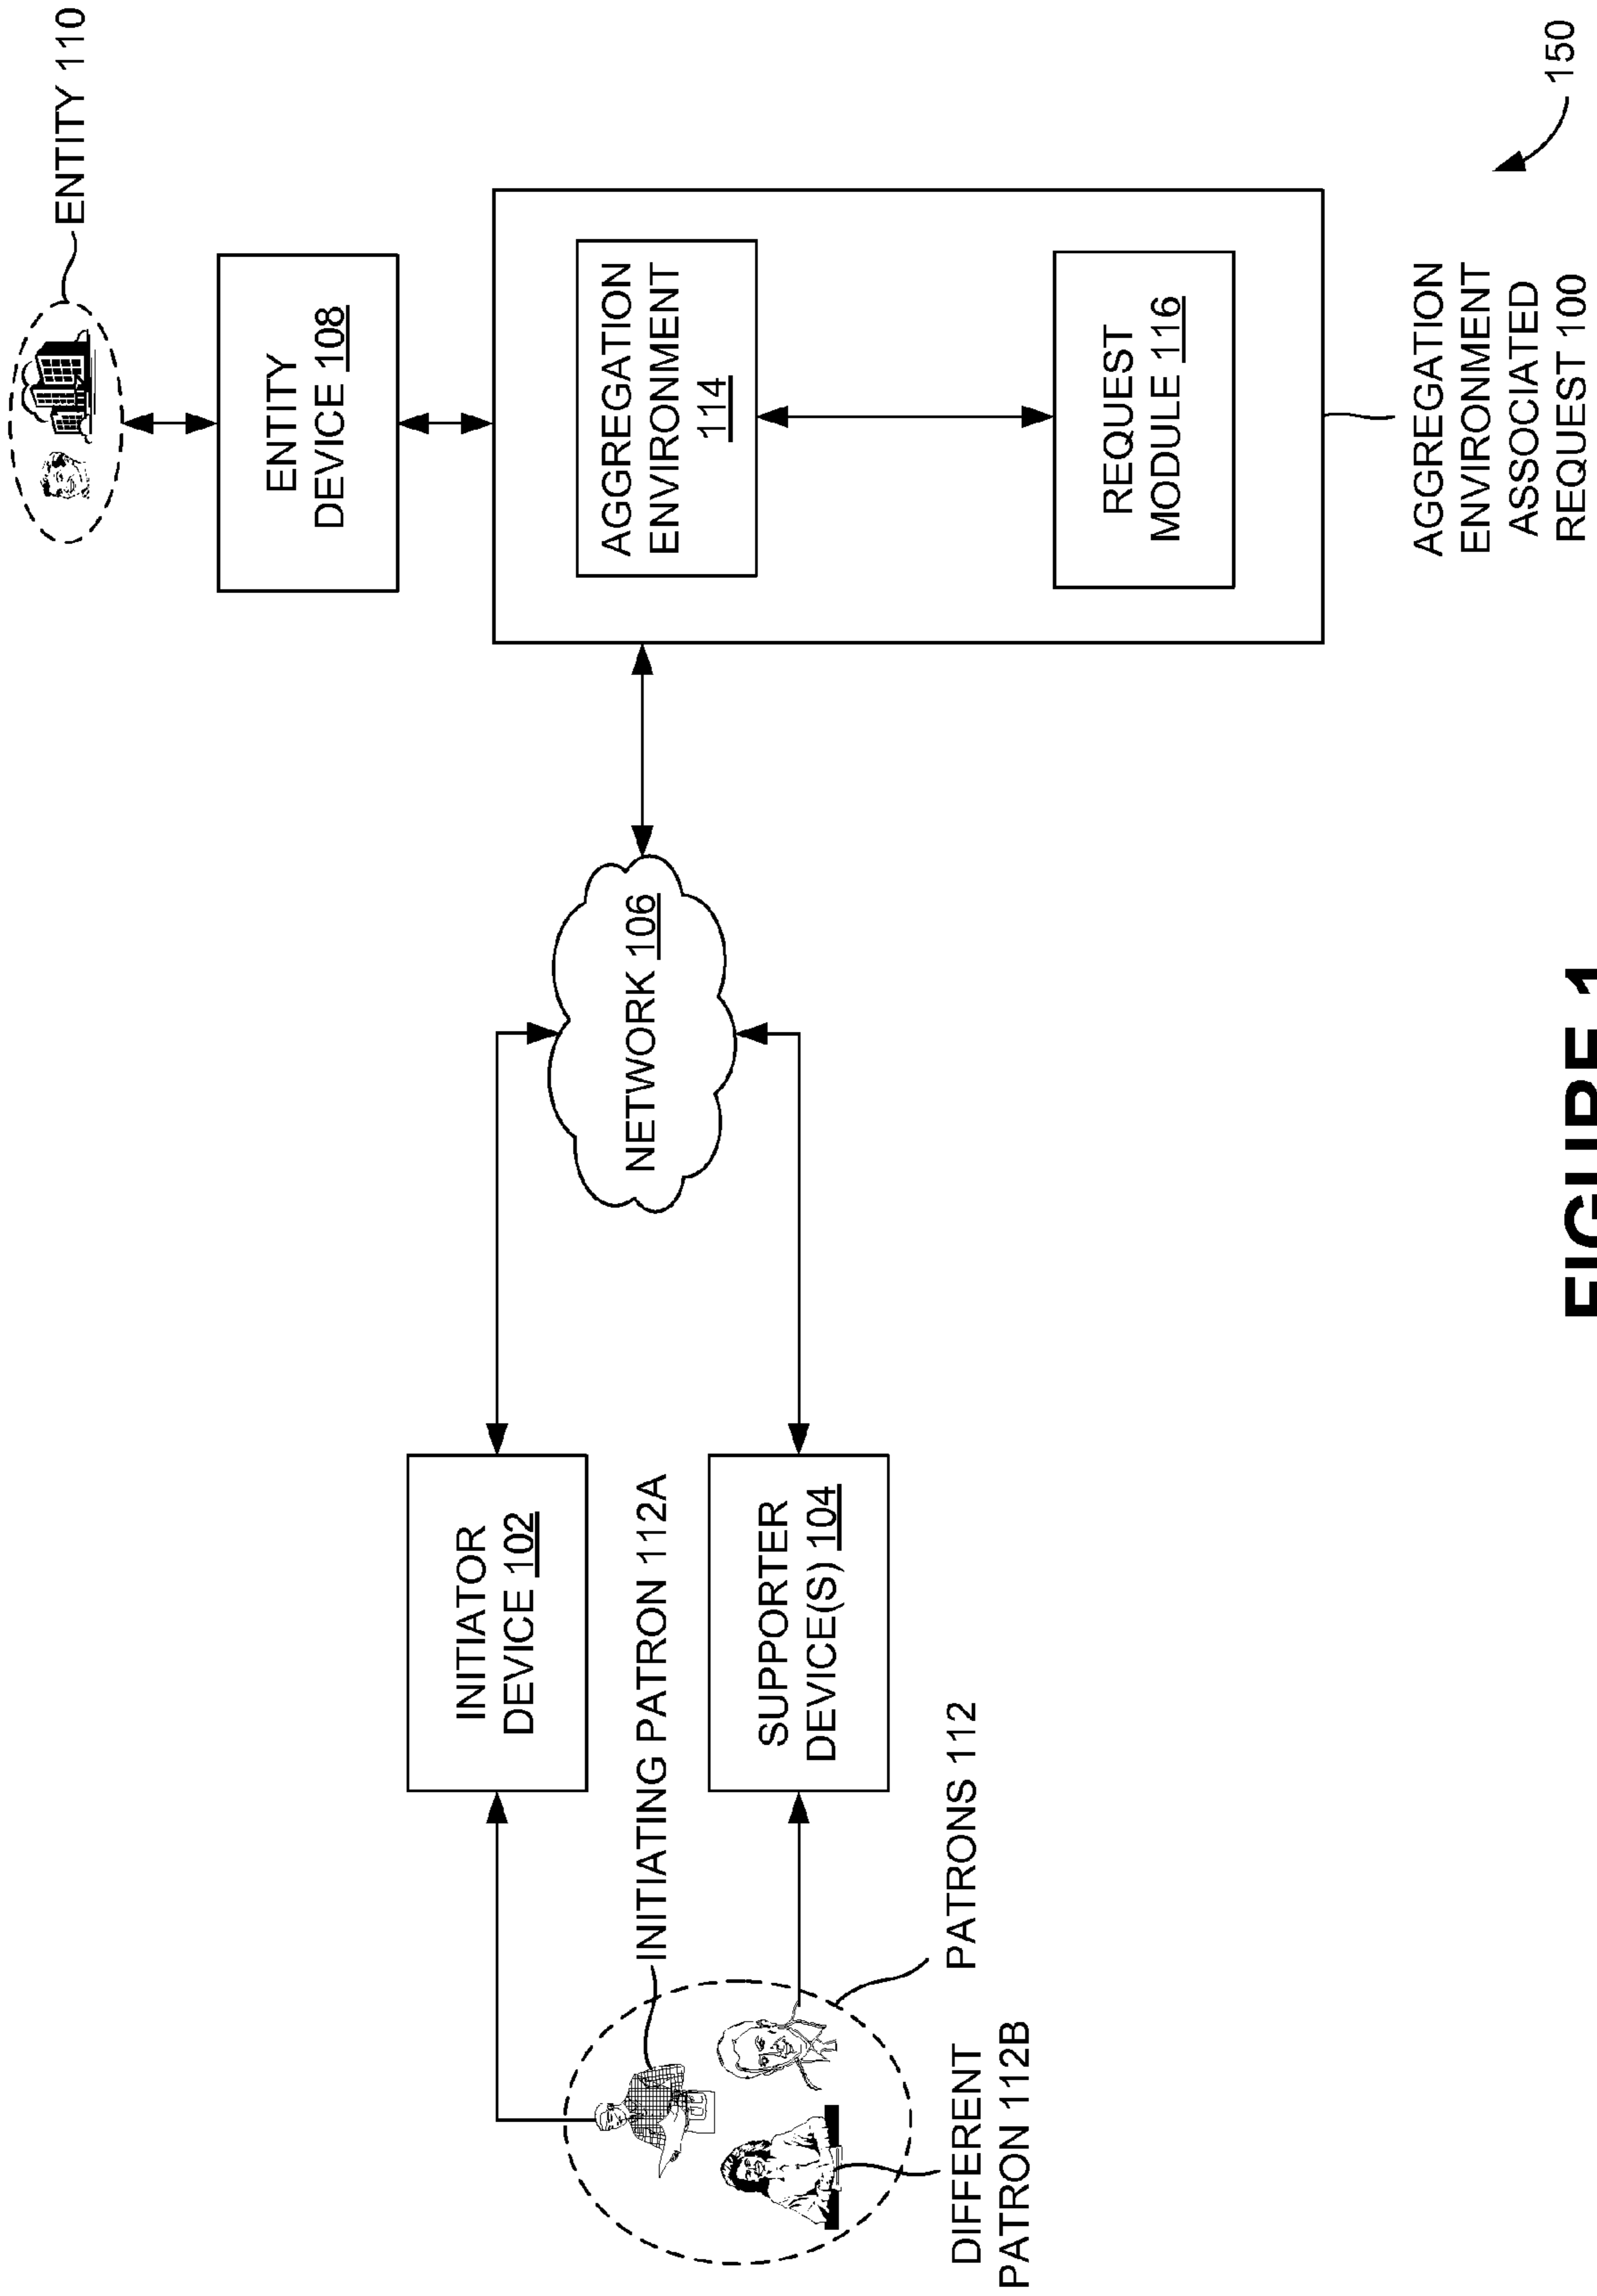 ENTITY 110
ENTITY
DEVICE 108
AGGREGATION
ENVIRONMENT
114
REQUEST
MODULE 116
AGGREGATION
ENVIRONMENT
ASSOCIATED
REQUEST 100
150
NETWORK 106
INITIATOR
DEVICE 102
INITIATING PATRON 112A
SUPPORTER
DEVICE(S) 104
PATRONS 112
DIFFERENT
PATRON 112B
FIGURE 1